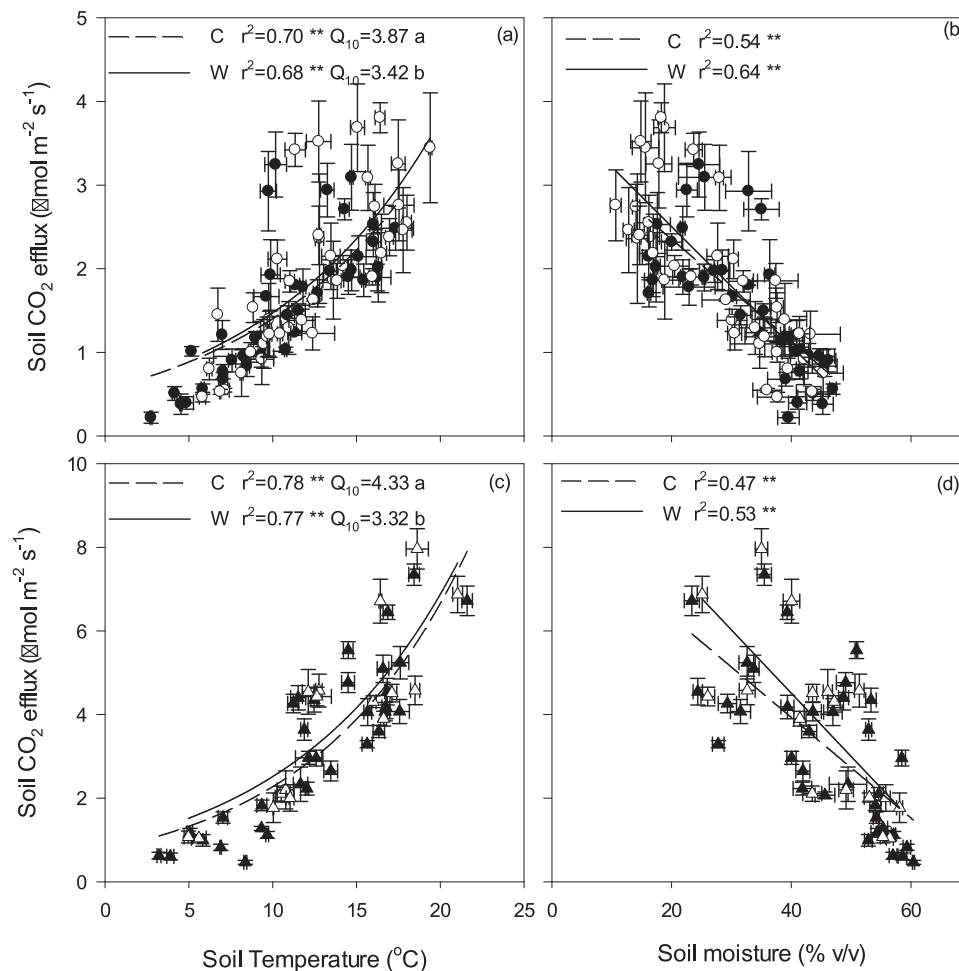 C r²=0.70 ** Q₁₀=3.87 a
W r²=0.68 ** Q₁₀=3.42 b
(a)
C r²=0.54 **
W r²=0.64 **
(b)
5
4
3
2
1
0
Soil CO₂ efflux (□mol m⁻² s⁻¹)
C r²=0.78 ** Q₁₀=4.33 a
W r²=0.77 ** Q₁₀=3.32 b
(c)
C r²=0.47 **
W r²=0.53 **
(d)
10
8
6
4
2
0
Soil CO₂ efflux (□mol m⁻² s⁻¹)
0 5 10 15 20 25
0 20 40 60
Soil Temperature (°C)
Soil moisture (% v/v)